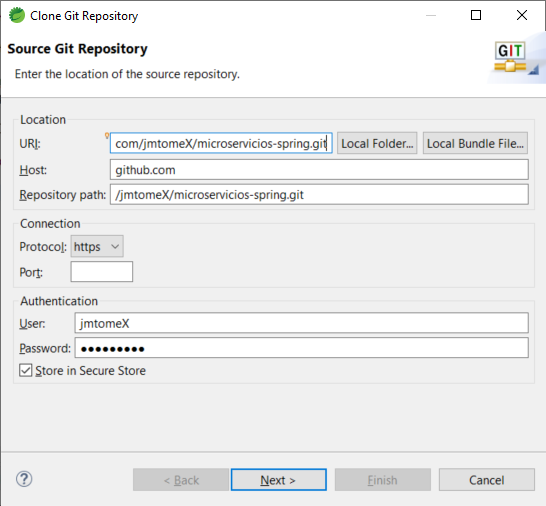 Clone Git Repository
Source Git Repository
Enter the location of the source repository.
GIT
Location
URI: com/jmtomeX/microservicios-spring.git Local Folder... Local Bundle File...
Host: github.com
Repository path: /jmtomeX/microservicios-spring.git
Connection
Protocol: https
Port:
Authentication
User: jmtomeX
Password: ●●●●●●●●●
Store in Secure Store
? < Back Next > Finish Cancel